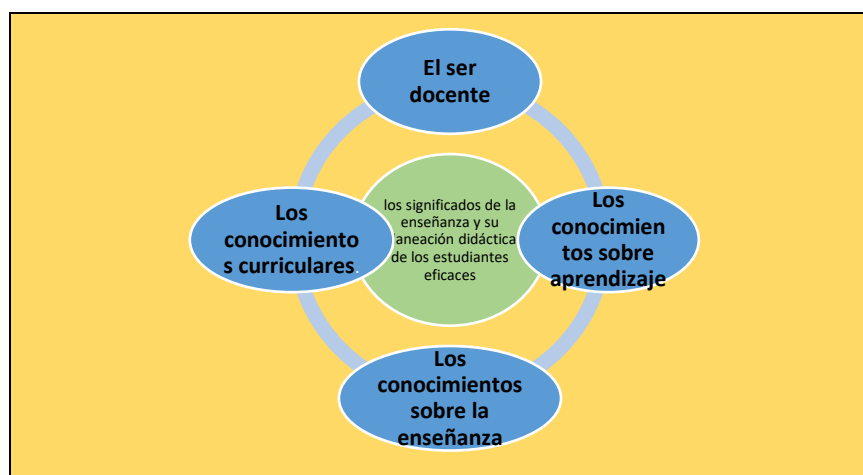 El ser
docente
Los
conocimiento
s curriculares.
los significados de la
enseñanza y su
laneación didáctica
de los estudiantes
eficaces
Los
conocimien
tos sobre
aprendizaje
Los
conocimientos
sobre la
enseñanza